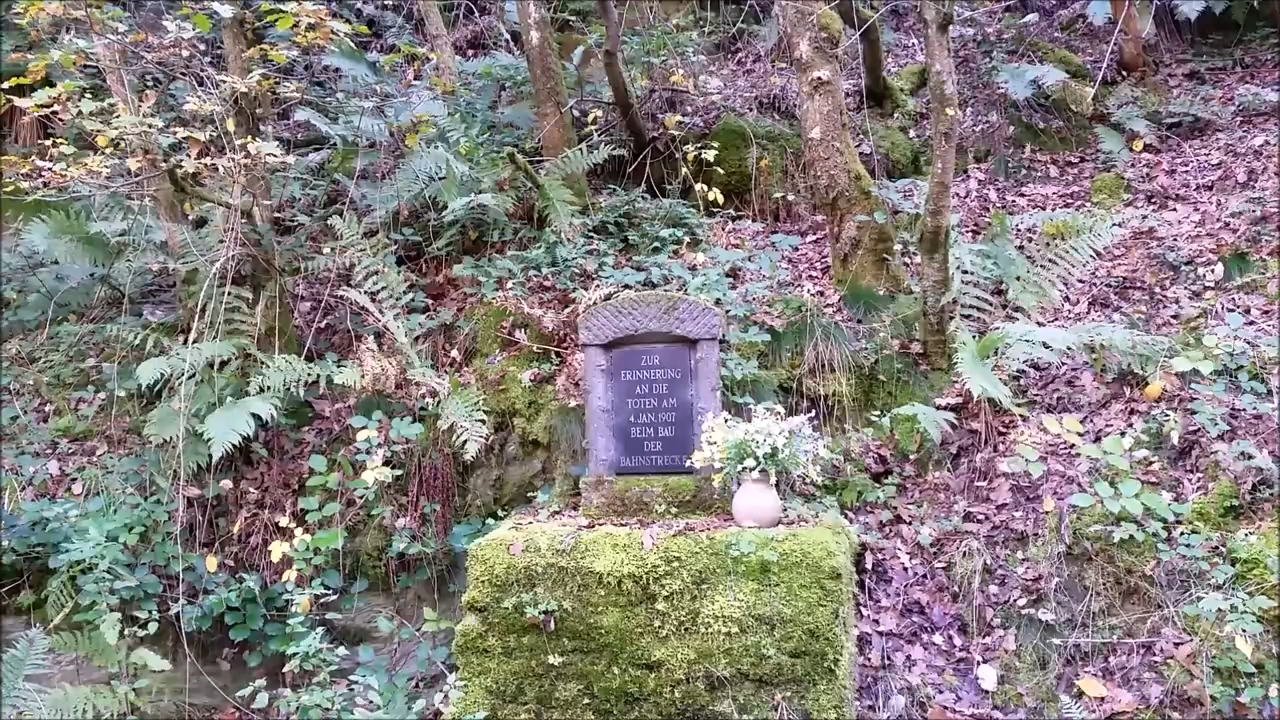 ZUR
ERINNERUNG
AN DIE
TOTEN AM
4. JAN. 1907
BEIM BAU
DER
BAHNSTRECKE